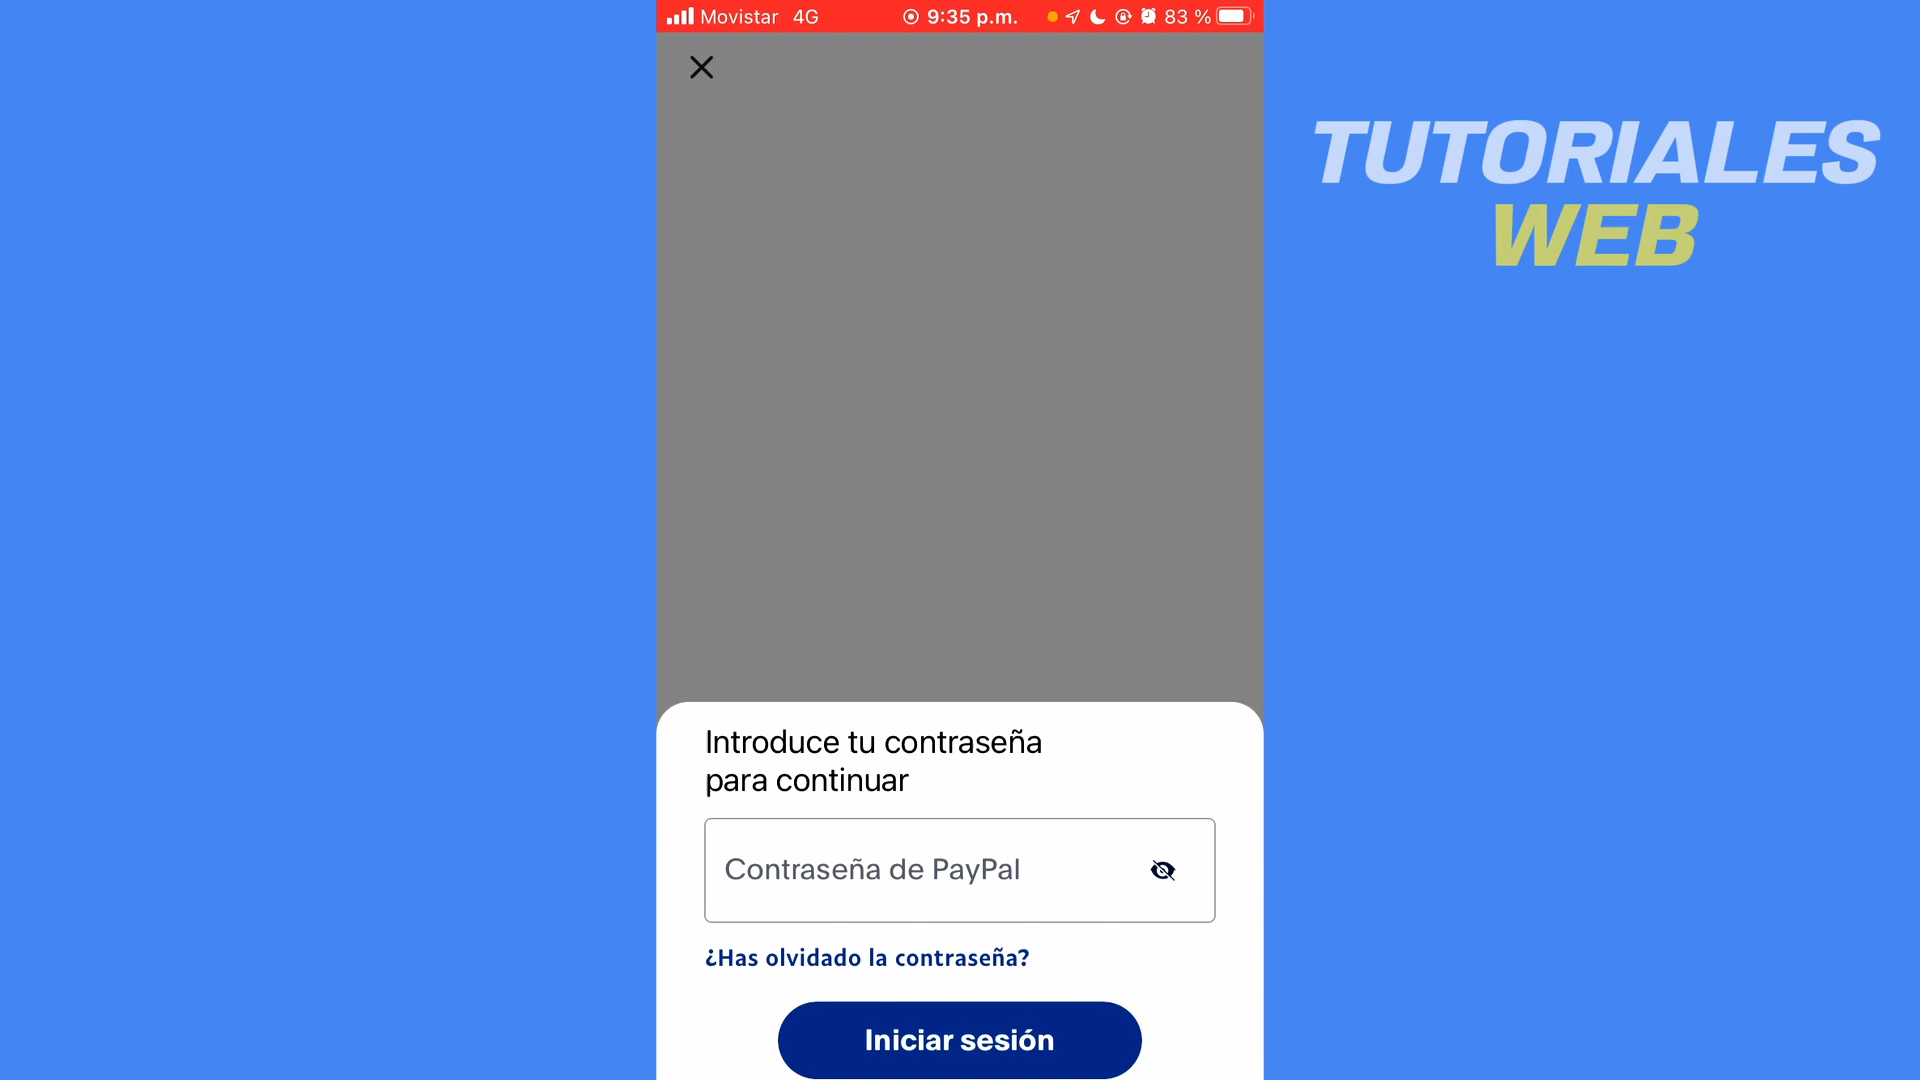 Movistar 4G 9:35 p.m. 83 %
TUTORIALES
WEB
Introduce tu contraseña
para continuar
Contraseña de PayPal
¿Has olvidado la contraseña?
Iniciar sesión